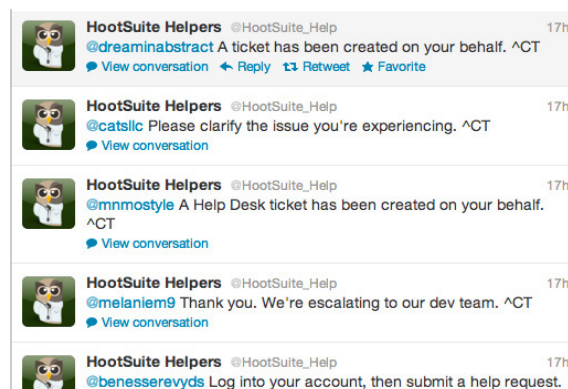 HootSuite Helpers @HootSuite_Help 17h
@dreaminabstract A ticket has been created on your behalf. ^CT
View conversation Reply Retweet Favorite
HootSuite Helpers @HootSuite_Help 17h
@catsllc Please clarify the issue you're experiencing. ^CT
View conversation
HootSuite Helpers @HootSuite_Help 17h
@mnmostyle A Help Desk ticket has been created on your behalf.
^CT
View conversation
HootSuite Helpers @HootSuite_Help 17h
@melaniem9 Thank you. We're escalating to our dev team. ^CT
View conversation
HootSuite Helpers @HootSuite_Help 17h
@benesserevyds Log into your account, then submit a help request.